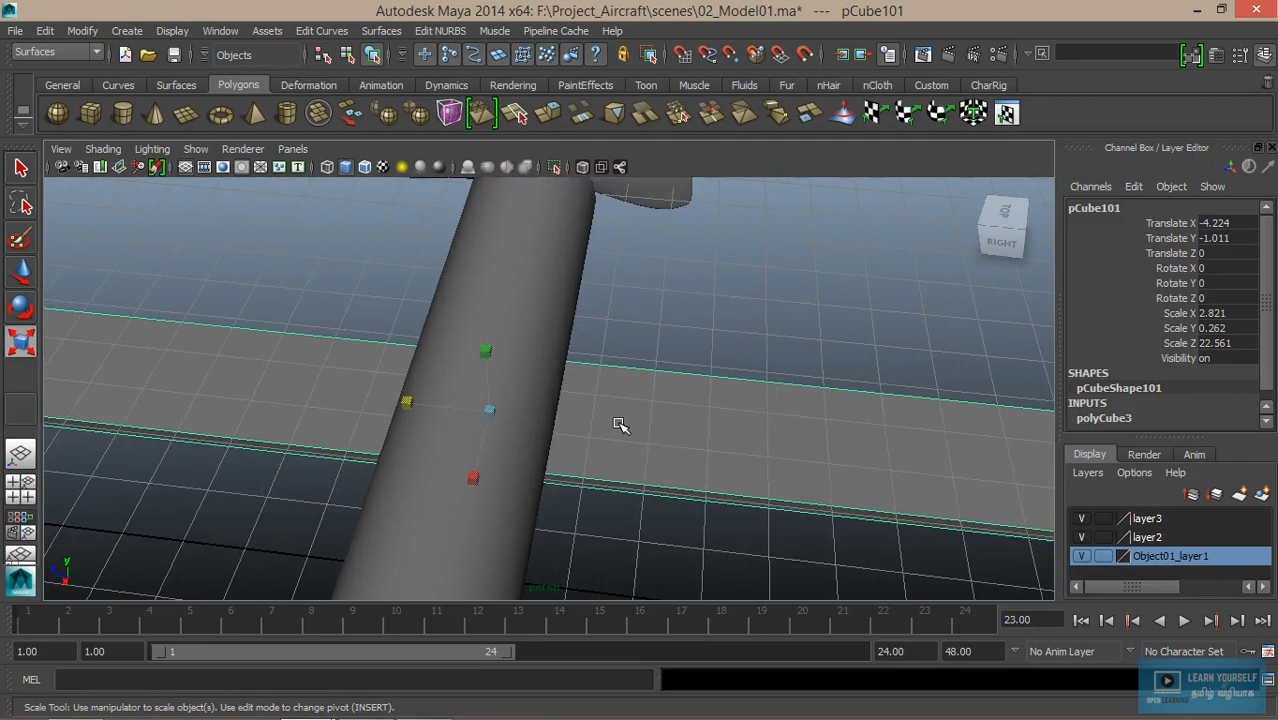 Autodesk Maya 2014 x64: F:\Project_Aircraft\scenes\02_Model01.ma* --- pCube101
File Edit Modify Create Display Window Assets Edit Curves Surfaces Edit NURBS Muscle Pipeline Cache Help
Surfaces Objects
General Curves Surfaces Polygons Deformation Animation Dynamics Rendering PaintEffects Toon Muscle Fluids Fur nHair nCloth Custom CharRig
View Shading Lighting Show Renderer Panels
Channel Box / Layer Editor
Channels Edit Object Show
pCube101
Translate X -4.224
Translate Y -1.011
Translate Z 0
Rotate X 0
Rotate Y 0
Rotate Z 0
Scale X 2.821
Scale Y 0.262
Scale Z 22.561
Visibility on
SHAPES
pCubeShape101
INPUTS
polyCube3
TOP
RIGHT
Display Render Anim
Layers Options Help
V layer3
V layer2
V Object01_layer1
y
x
persp
1 2 3 4 5 6 7 8 9 10 11 12 13 14 15 16 17 18 19 20 21 22 23 24 23.00
1.00 1.00 1 24 24.00 48.00 No Anim Layer No Character Set
MEL
LEARN YOURSELF
OPEN LEARNING தமிழ் வழியாக
Scale Tool: Use manipulator to scale object(s). Use edit mode to change pivot (INSERT).